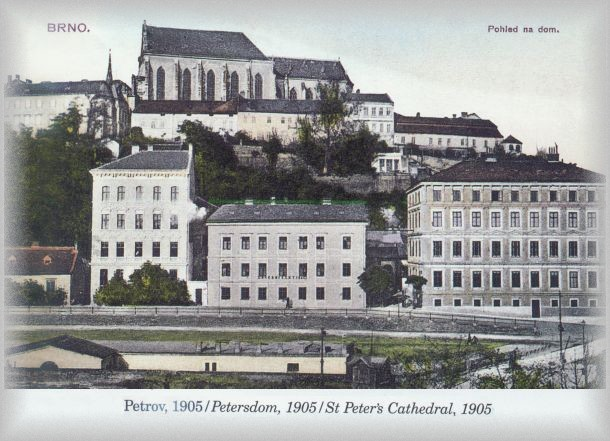 BRNO.
Pohled na dom.
Petrov, 1905/Petersdom, 1905/St Peter's Cathedral, 1905